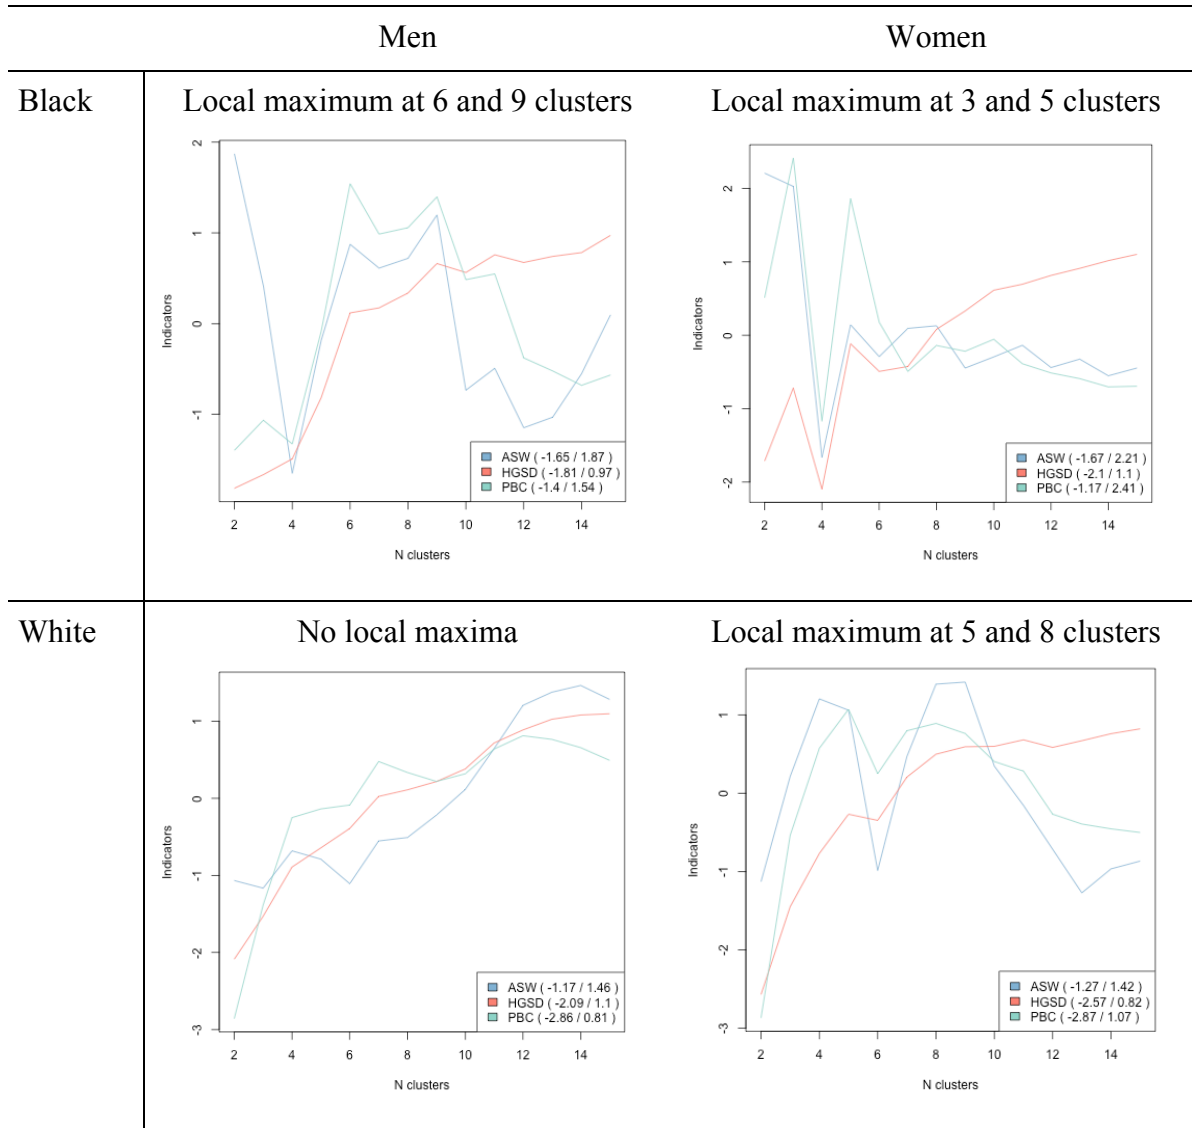 Men
Women
Black
Local maximum at 6 and 9 clusters
Local maximum at 3 and 5 clusters
2
1
0
-1
Indicators
ASW ( -1.65 / 1.87 )
HGSD ( -1.81 / 0.97 )
PBC ( -1.4 / 1.54 )
2 4 6 8 10 12 14
N clusters
2
1
0
-1
-2
Indicators
ASW ( -1.67 / 2.21 )
HGSD ( -2.1 / 1.1 )
PBC ( -1.17 / 2.41 )
2 4 6 8 10 12 14
N clusters
White
No local maxima
Local maximum at 5 and 8 clusters
1
0
-1
-2
-3
Indicators
ASW ( -1.17 / 1.46 )
HGSD ( -2.09 / 1.1 )
PBC ( -2.86 / 0.81 )
2 4 6 8 10 12 14
N clusters
1
0
-1
-2
-3
Indicators
ASW ( -1.27 / 1.42 )
HGSD ( -2.57 / 0.82 )
PBC ( -2.87 / 1.07 )
2 4 6 8 10 12 14
N clusters